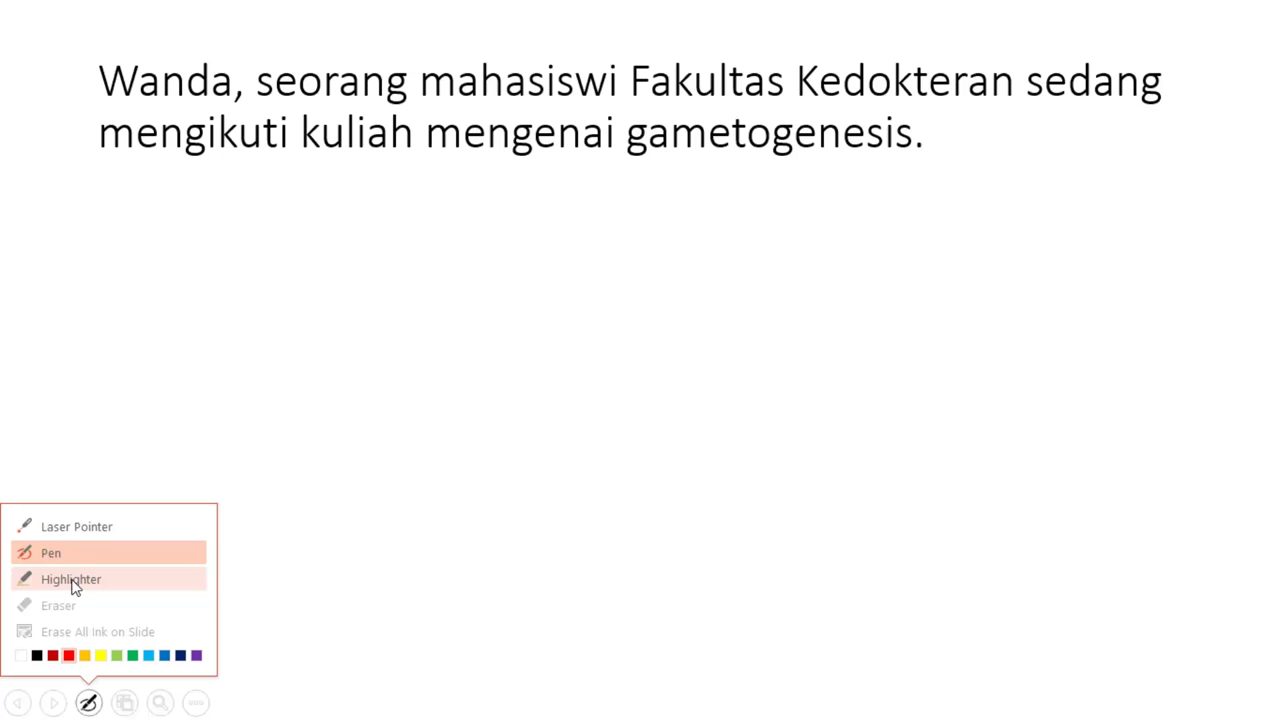 Wanda, seorang mahasiswi Fakultas Kedokteran sedang
mengikuti kuliah mengenai gametogenesis.
Laser Pointer
Pen
Highlighter
Eraser
Erase All Ink on Slide